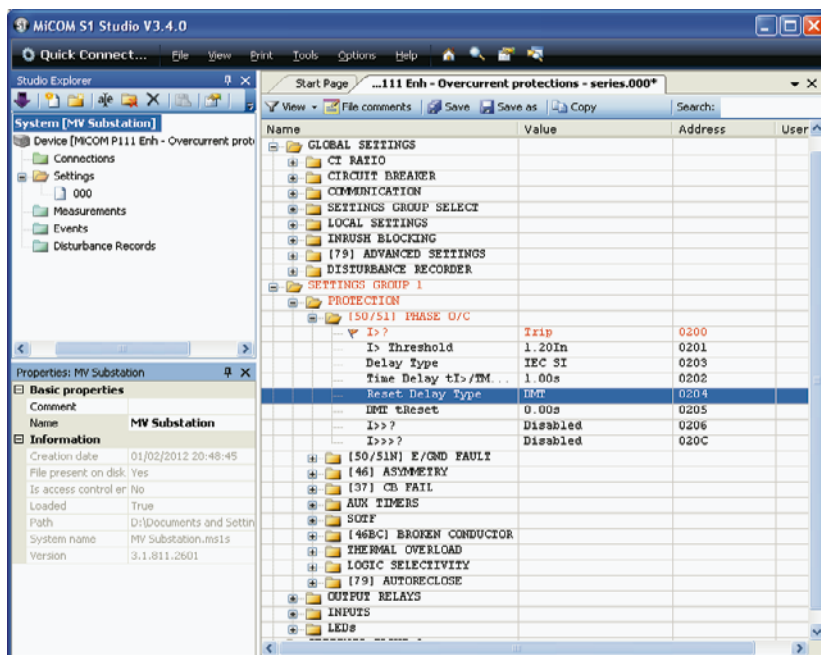 MiCOM S1 Studio V3.4.0
Quick Connect... File View Print Tools Options Help
Studio Explorer
System [MV Substation]
Device [MiCOM P111 Enh - Overcurrent prot
Connections
Settings
000
Measurements
Events
Disturbance Records
Properties: MV Substation
Basic properties
Comment
Name MV Substation
Information
Creation date 01/02/2012 20:48:45
File present on disk Yes
Is access control er No
Loaded True
Path D:\Documents and Settin
System name MV Substation.ms1s
Version 3.1.811.2601
Start Page ...111 Enh - Overcurrent protections - series.000*
View File comments Save Save as Copy Search:
Name Value Address User
GLOBAL SETTINGS
CT RATIO
CIRCUIT BREAKER
COMMUNICATION
SETTINGS GROUP SELECT
LOCAL SETTINGS
INRUSH BLOCKING
[79] ADVANCED SETTINGS
DISTURBANCE RECORDER
SETTINGS GROUP 1
PROTECTION
[50/51] PHASE O/C
I>? Trip 0200
I> Threshold 1.20In 0201
Delay Type IEC SI 0203
Time Delay tI>/TM... 1.00s 0202
Reset Delay Type DMT 0204
DMT tReset 0.00s 0205
I>>? Disabled 0206
I>>>? Disabled 020C
[50/51N] E/GND FAULT
[46] ASYMMETRY
[37] CB FAIL
AUX TIMERS
SOTF
[46BC] BROKEN CONDUCTOR
THERMAL OVERLOAD
LOGIC SELECTIVITY
[79] AUTORECLOSE
OUTPUT RELAYS
INPUTS
LEDs